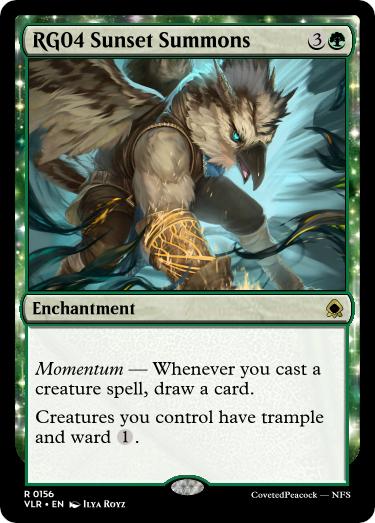 RG04 Sunset Summons 3
Enchantment
Momentum — Whenever you cast a
creature spell, draw a card.
Creatures you control have trample
and ward 1.
R 0156
VLR • EN Ilya Royz
CovetedPeacock — NFS